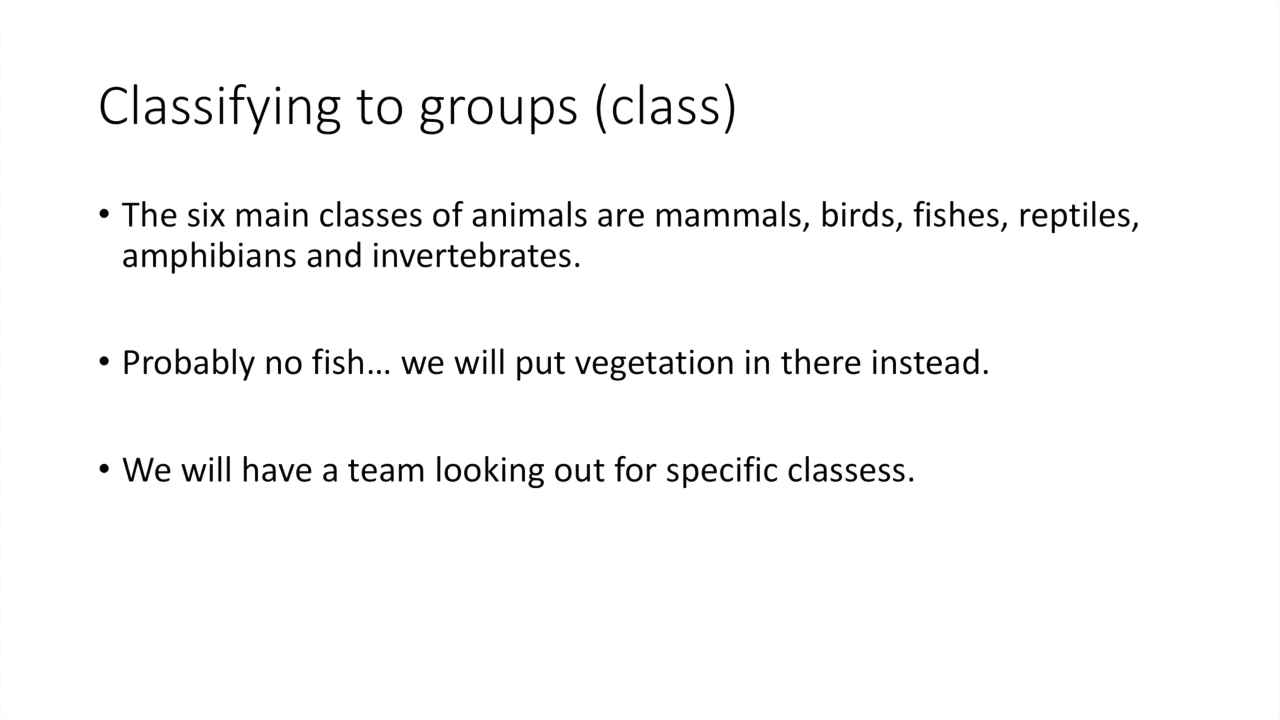 Classifying to groups (class)
• The six main classes of animals are mammals, birds, fishes, reptiles,
amphibians and invertebrates.
• Probably no fish... we will put vegetation in there instead.
• We will have a team looking out for specific classess.